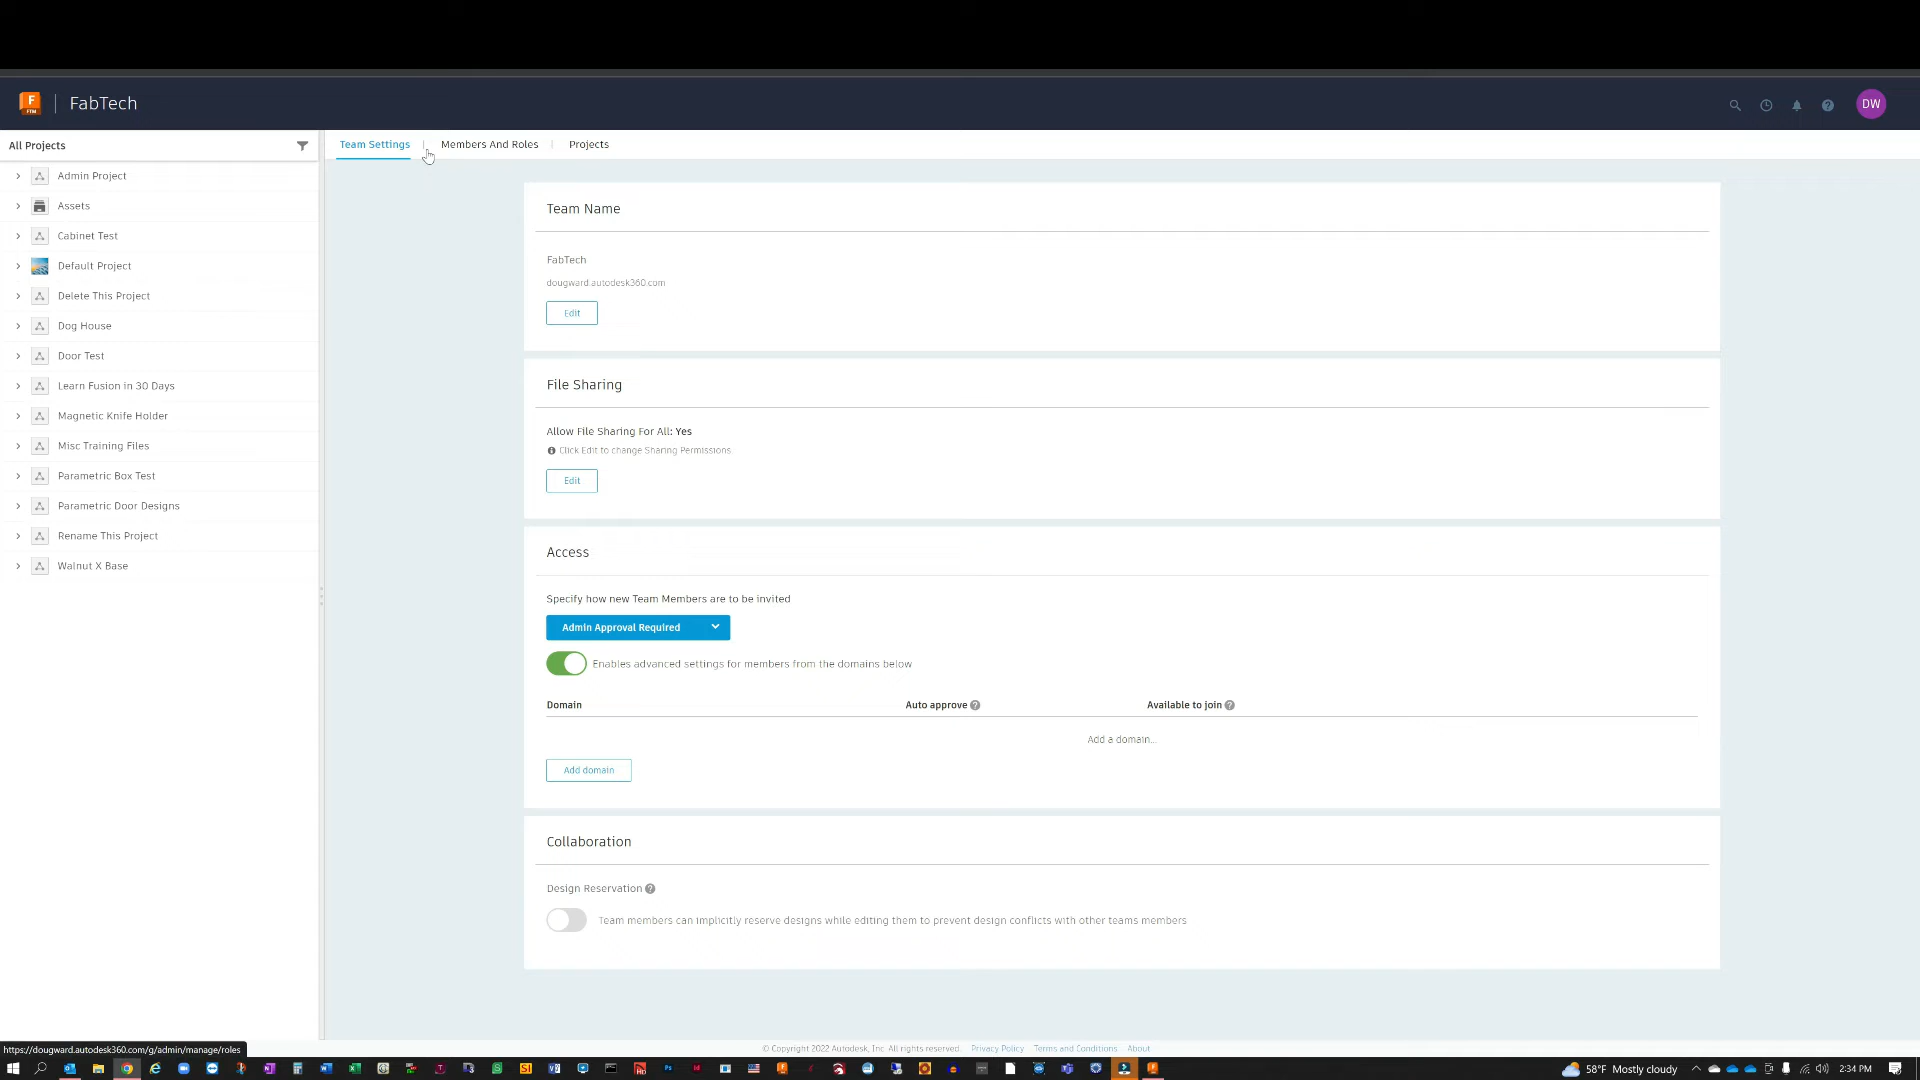 F
FTM
FabTech
DW
All Projects
Team Settings
Members And Roles
Projects
Admin Project
Assets
Cabinet Test
Default Project
Delete This Project
Dog House
Door Test
Learn Fusion in 30 Days
Magnetic Knife Holder
Misc Training Files
Parametric Box Test
Parametric Door Designs
Rename This Project
Walnut X Base
Team Name
FabTech
dougward.autodesk360.com
Edit
File Sharing
Allow File Sharing For All: Yes
Click Edit to change Sharing Permissions
Edit
Access
Specify how new Team Members are to be invited
Admin Approval Required
Enables advanced settings for members from the domains below
Domain
Auto approve
Available to join
Add a domain...
Add domain
Collaboration
Design Reservation
Team members can implicitly reserve designs while editing them to prevent design conflicts with other teams members
https://dougward.autodesk360.com/g/admin/manage/roles
© Copyright 2022 Autodesk, Inc. All rights reserved. Privacy Policy Terms and Conditions About
58°F Mostly cloudy
2:34 PM